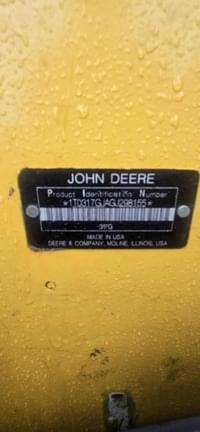 JOHN DEERE
Product Identification Number
*1T0317GJAGJ298155*
317G
MADE IN USA
DEERE & COMPANY, MOLINE, ILLINOIS, USA